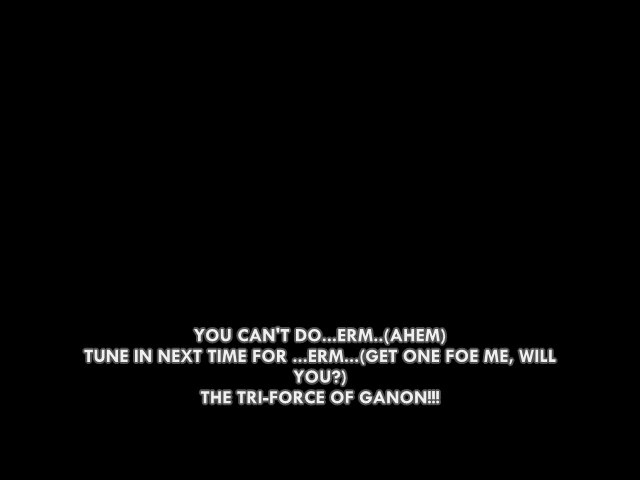 YOU CAN'T DO...ERM..(AHEM)
TUNE IN NEXT TIME FOR ...ERM...(GET ONE FOE ME, WILL
YOU?)
THE TRI-FORCE OF GANON!!!